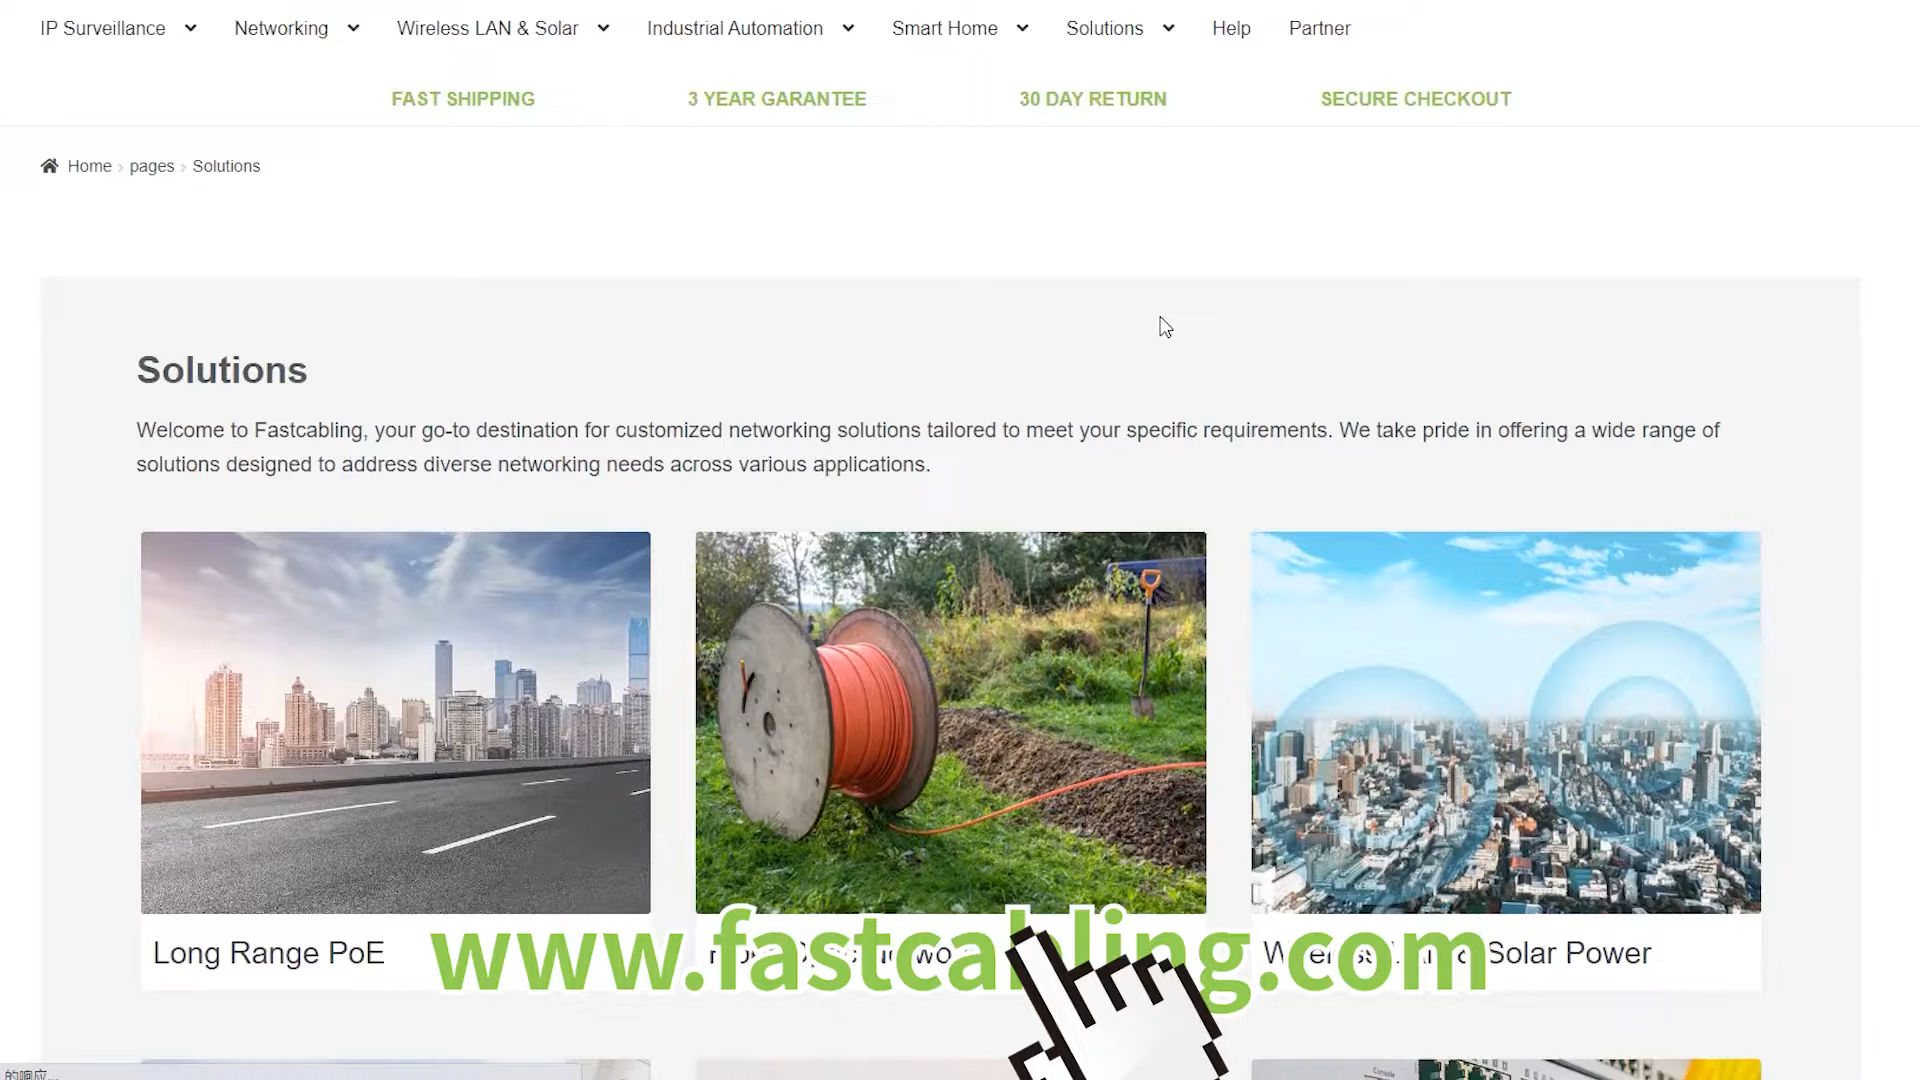 IP Surveillance Networking Wireless LAN & Solar Industrial Automation Smart Home Solutions Help Partner
FAST SHIPPING 3 YEAR GARANTEE 30 DAY RETURN SECURE CHECKOUT
Home › pages › Solutions
Solutions
Welcome to Fastcabling, your go-to destination for customized networking solutions tailored to meet your specific requirements. We take pride in offering a wide range of
solutions designed to address diverse networking needs across various applications.
Long Range PoE
Solar Power
www.fastcabling.com
Console